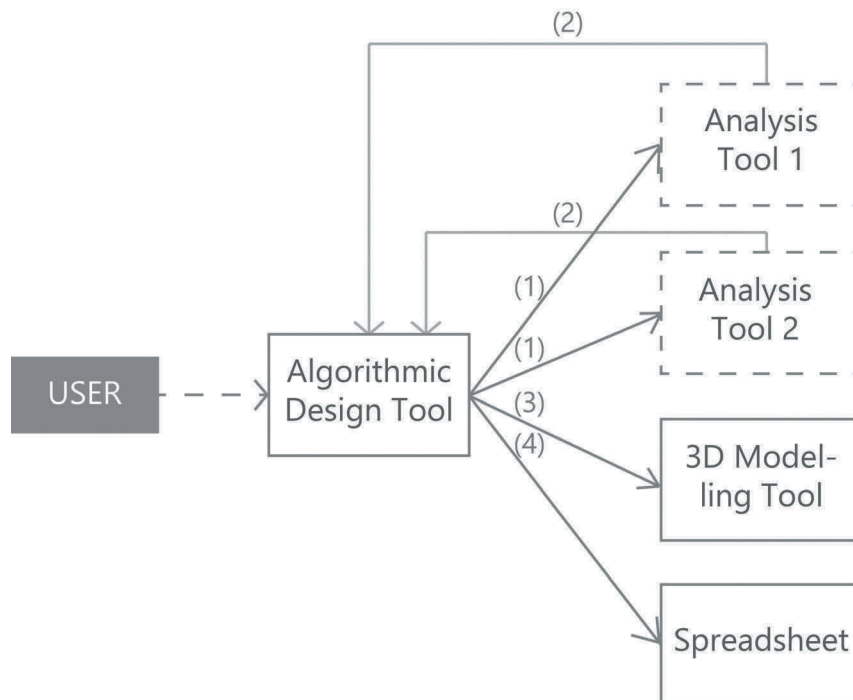 (2)
Analysis
Tool 1
(2)
(1)
Analysis
Tool 2
(1)
Algorithmic
Design Tool
USER
(3)
(4)
3D Model-
ling Tool
Spreadsheet